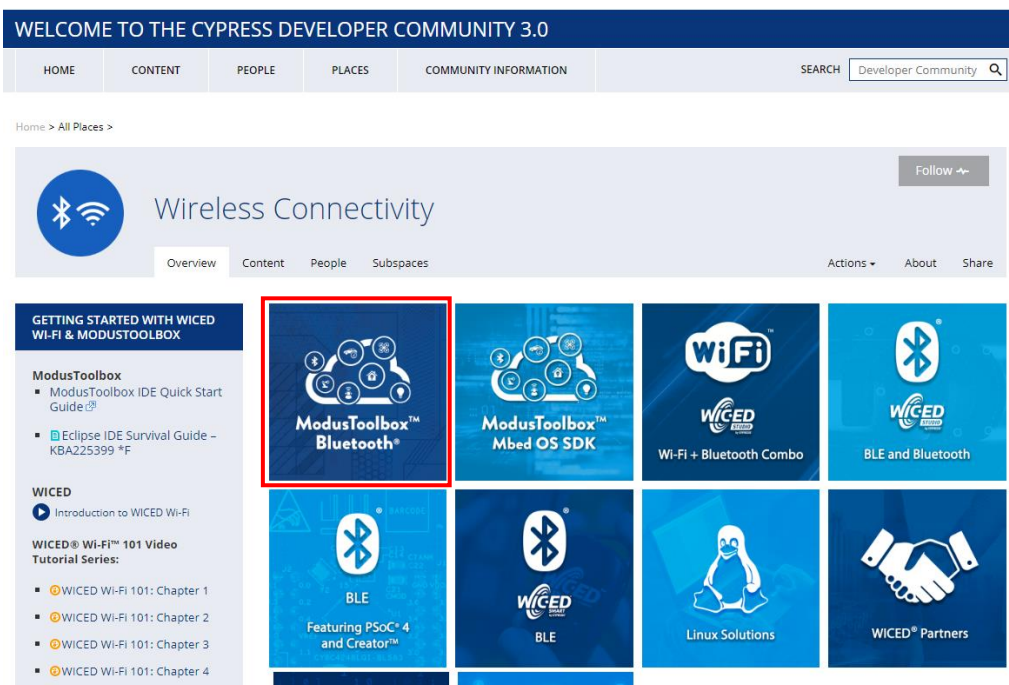 WELCOME TO THE CYPRESS DEVELOPER COMMUNITY 3.0
HOME CONTENT PEOPLE PLACES COMMUNITY INFORMATION SEARCH Developer Community
Home > All Places >
Follow
Wireless Connectivity
Overview Content People Subspaces Actions About Share
GETTING STARTED WITH WICED
WI-FI & MODUSTOOLBOX
ModusToolbox
ModusToolbox IDE Quick Start
Guide
Eclipse IDE Survival Guide –
KBA225399 *F
WICED
Introduction to WICED Wi-Fi
WICED® Wi-Fi™ 101 Video
Tutorial Series:
WICED Wi-Fi 101: Chapter 1
WICED Wi-Fi 101: Chapter 2
WICED Wi-Fi 101: Chapter 3
WICED Wi-Fi 101: Chapter 4
ModusToolbox™
Bluetooth®
ModusToolbox™
Mbed OS SDK
WiFi™
WICED
STUDIO
Wi-Fi + Bluetooth Combo
®
WICED
STUDIO
BLE and Bluetooth
®
BLE
Featuring PSoC® 4
and Creator™
®
WICED
SMART
BLE
Linux Solutions
WICED® Partners